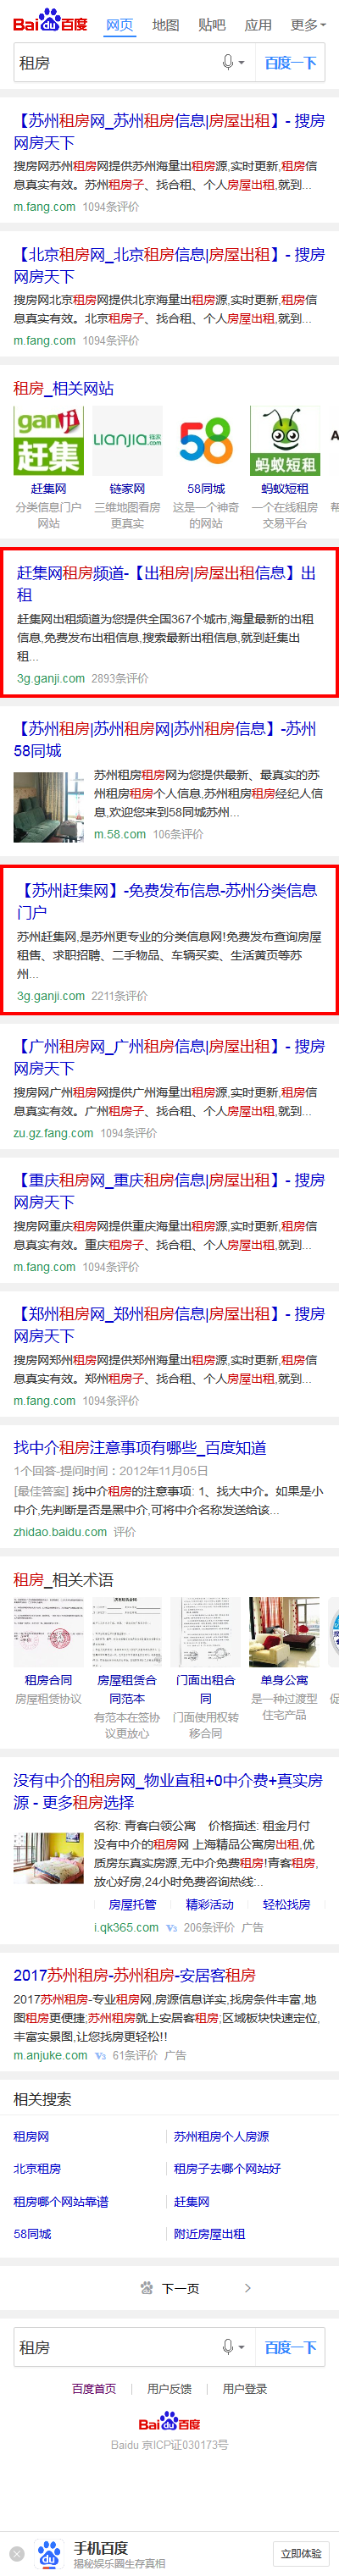 Bai百度 网页 地图 贴吧 应用 更多
租房 百度一下
【苏州租房网_苏州租房信息|房屋出租】- 搜房
网房天下
搜房网苏州租房网提供苏州海量出租房源,实时更新,租房信
息真实有效。苏州租房子、找合租、个人房屋出租,就到...
m.fang.com 1094条评价
【北京租房网_北京租房信息|房屋出租】- 搜房
网房天下
搜房网北京租房网提供北京海量出租房源,实时更新,租房信
息真实有效。北京租房子、找合租、个人房屋出租,就到...
m.fang.com 1094条评价
租房_相关网站
ganji
赶集
LIANJIA 链家
58
蚂蚁短租
赶集网 链家网 58同城 蚂蚁短租
分类信息门户 三维地图看房 这是一个神奇 一个在线租房
网站 更真实 的网站 交易平台
赶集网租房频道-【出租房|房屋出租信息】出
租
赶集网出租频道为您提供全国367个城市,海量最新的出租
信息,免费发布出租信息,搜索最新出租信息,就到赶集出
租...
3g.ganji.com 2893条评价
【苏州租房|苏州租房网|苏州租房信息】-苏州
58同城
苏州租房租房网为您提供最新、最真实的苏
州租房租房个人信息,苏州租房租房经纪人信
息,欢迎您来到58同城苏州...
m.58.com 106条评价
【苏州赶集网】-免费发布信息-苏州分类信息
门户
苏州赶集网,是苏州更专业的分类信息网!免费发布查询房屋
租售、求职招聘、二手物品、车辆买卖、生活黄页等苏
州...
3g.ganji.com 2211条评价
【广州租房网_广州租房信息|房屋出租】- 搜房
网房天下
搜房网广州租房网提供广州海量出租房源,实时更新,租房信
息真实有效。广州租房子、找合租、个人房屋出租,就到...
zu.gz.fang.com 1094条评价
【重庆租房网_重庆租房信息|房屋出租】- 搜房
网房天下
搜房网重庆租房网提供重庆海量出租房源,实时更新,租房信
息真实有效。重庆租房子、找合租、个人房屋出租,就到...
m.fang.com 1094条评价
【郑州租房网_郑州租房信息|房屋出租】- 搜房
网房天下
搜房网郑州租房网提供郑州海量出租房源,实时更新,租房信
息真实有效。郑州租房子、找合租、个人房屋出租,就到...
m.fang.com 1094条评价
找中介租房注意事项有哪些_百度知道
1个回答-提问时间：2012年11月05日
[最佳答案] 找中介租房的注意事项: 1、找大中介。如果是小
中介,先判断是否是黑中介,可将中介名称发送给该...
zhidao.baidu.com 评价
租房_相关术语
租房合同 房屋租赁合 门面出租合 单身公寓
同范本 同
房屋租赁协议 有范本在签协 门面使用权转 是一种过渡型
议更放心 移合同 住宅产品
没有中介的租房网_物业直租+0中介费+真实房
源 - 更多租房选择
名称: 青客白领公寓 价格描述: 租金月付
没有中介的租房网 上海精品公寓房出租,优
质房东真实房源,无中介免费租房!青客租房,
放心好房,24小时免费咨询热线:..
房屋托管 精彩活动 轻松找房
i.qk365.com V3 206条评价 广告
2017苏州租房-苏州租房-安居客租房
2017苏州租房-专业租房网,房源信息详实,找房条件丰富,地
图租房更便捷;苏州租房就上安居客租房;区域板块快速定位,
丰富实景图,让您找房更轻松!!
m.anjuke.com V3 61条评价 广告
相关搜索
租房网 苏州租房个人房源
北京租房 租房子去哪个网站好
租房哪个网站靠谱 赶集网
58同城 附近房屋出租
下一页
租房 百度一下
百度首页 用户反馈 用户登录
Bai百度
Baidu 京ICP证030173号
手机百度 立即体验
揭秘娱乐圈生存真相